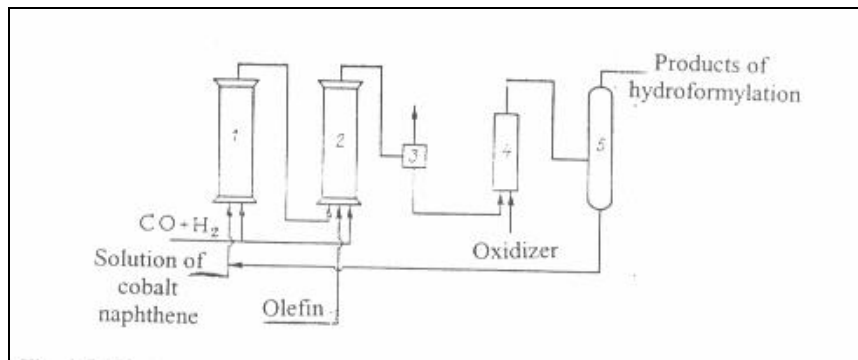 Products of
hydroformylation
1
2
3
4
5
CO+H₂
Oxidizer
Solution of
cobalt
naphthene
Olefin